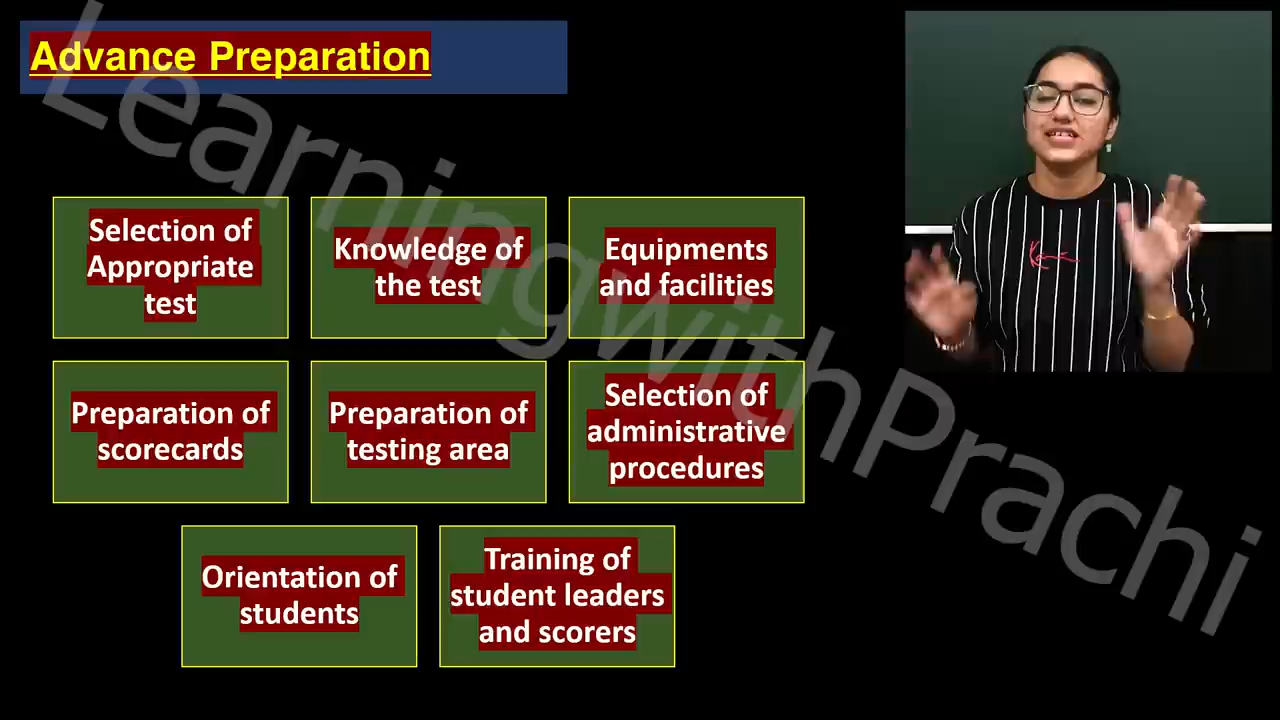 Advance Preparation
Selection of
Appropriate
test
Knowledge of
the test
Equipments
and facilities
Preparation of
scorecards
Preparation of
testing area
Selection of
administrative
procedures
Orientation of
students
Training of
student leaders
and scorers
LearningwithPrachi